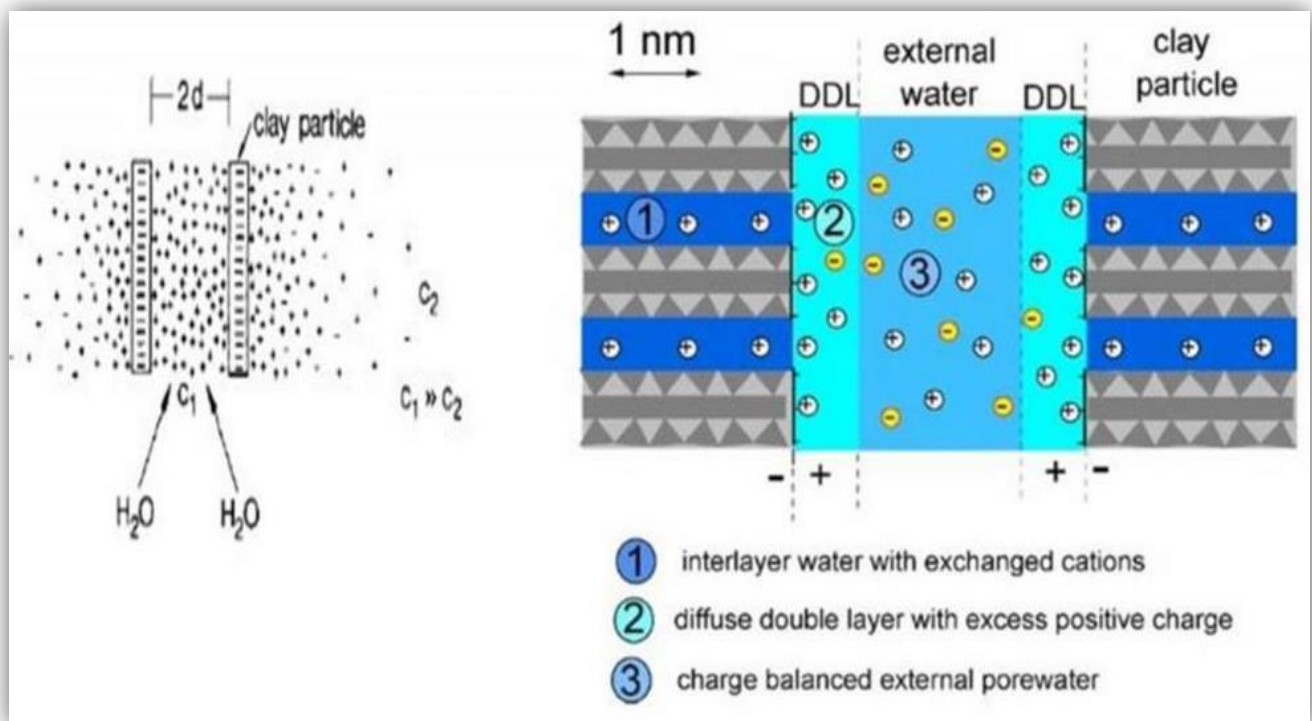 2d
clay particle
C₂
C₁
C₁ » C₂
H₂O H₂O
1 nm
external
water
clay
particle
DDL
DDL
1
2
3
- +
+ -
1 interlayer water with exchanged cations
2 diffuse double layer with excess positive charge
3 charge balanced external porewater